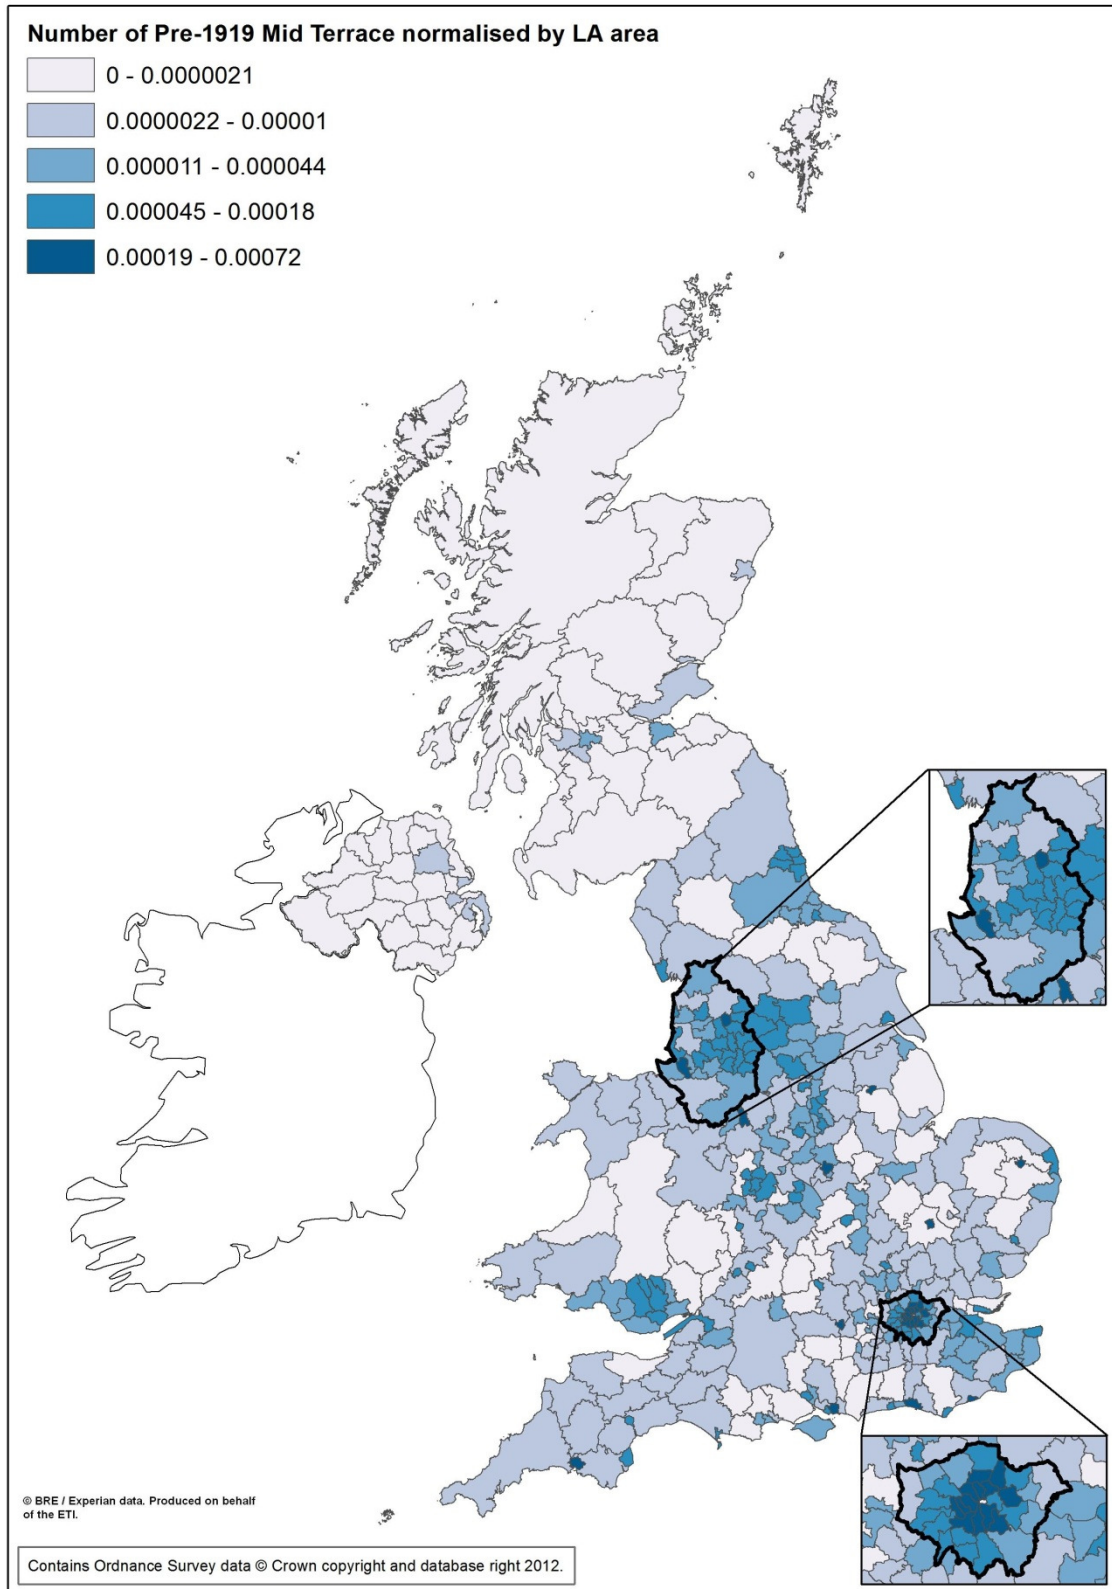 Number of Pre-1919 Mid Terrace normalised by LA area
0 - 0.0000021
0.0000022 - 0.00001
0.000011 - 0.000044
0.000045 - 0.00018
0.00019 - 0.00072
© BRE / Experian data. Produced on behalf
of the ETI.
Contains Ordnance Survey data © Crown copyright and database right 2012.